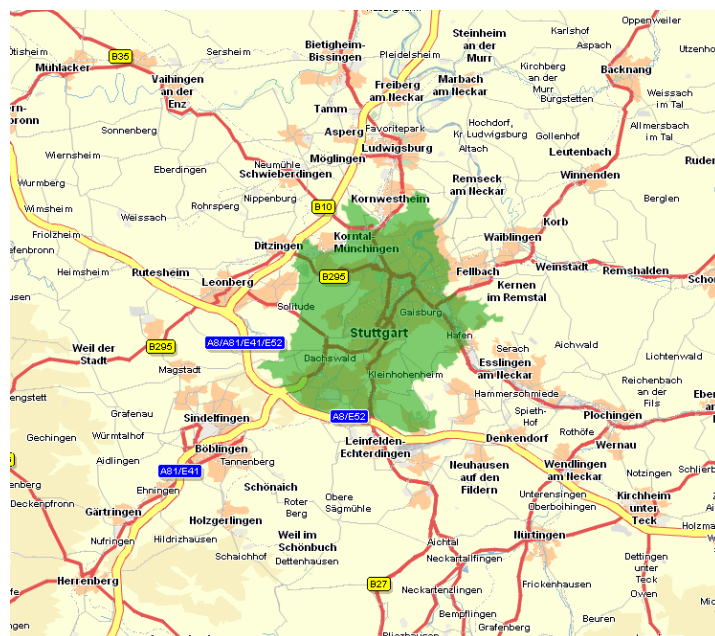 Oppenweiler
Steinheim
an der
Murr
Karlshof
Aspach
Bietigheim-
Bissingen
Pleidelsheim
Ötisheim
B35
Sersheim
Mühlacker
Kirchberg
an der
Murr
Backnang
Vaihingen
an der
Enz
Freiberg
am Neckar
Marbach
am Neckar
Burgstetten
Weissach
im Tal
Tamm
Sonnenberg
Asperg
Favoritepark
Hochdorf,
Kr Ludwigsburg
Gollenhof
Allmersbach
im Tal
Ludwigsburg
Altach
Leutenbach
Wiernsheim
Möglingen
Neumühle
Eberdingen
Schwieberdingen
Remseck
am Neckar
Winnenden
Wurmberg
Nippenburg
Kornwestheim
Berglen
Wimsheim
Rohrsperg
B10
Weissach
Korb
Friolzheim
Korntal-
Münchingen
Waiblingen
Ditzingen
Heimsheim
Rutesheim
B295
Fellbach
Weinstadt
Remshalden
Leonberg
Kernen
im Remstal
Solitude
Gaisburg
Stuttgart
Hafen
A8/A81/E41/E52
B295
Weil der
Stadt
Serach
Aichwald
Dachswald
Esslingen
am Neckar
Lichtenwald
Magstadt
Kleinhohenheim
Reichenbach
an der
Fils
Hammerschmiede
Grafenau
Sindelfingen
A8/E52
Spieth-
Hof
Plochingen
Gechingen
Würmtalhof
Rothöfe
Denkendorf
Wernau
Böblingen
Leinfelden-
Echterdingen
Aidlingen
Tannenberg
A81/E41
Neuhausen
auf den
Fildern
Wendlingen
am Neckar
Notzingen
Ehningen
Schönaich
Unterensingen
Kirchheim
unter
Teck
Deckenpfronn
Roter
Berg
Obere
Sägmühle
Oberboihingen
Gärtringen
Holzgerlingen
Nufringen
Hildrizhausen
Weil im
Schönbuch
Aichtal
Nürtingen
Schaichhof
Dettenhausen
Neckartailfingen
Dettingen
unter
Teck
Herrenberg
B27
Neckartenzlingen
Frickenhausen
Owen
Bempflingen
Beuren
Grafenberg